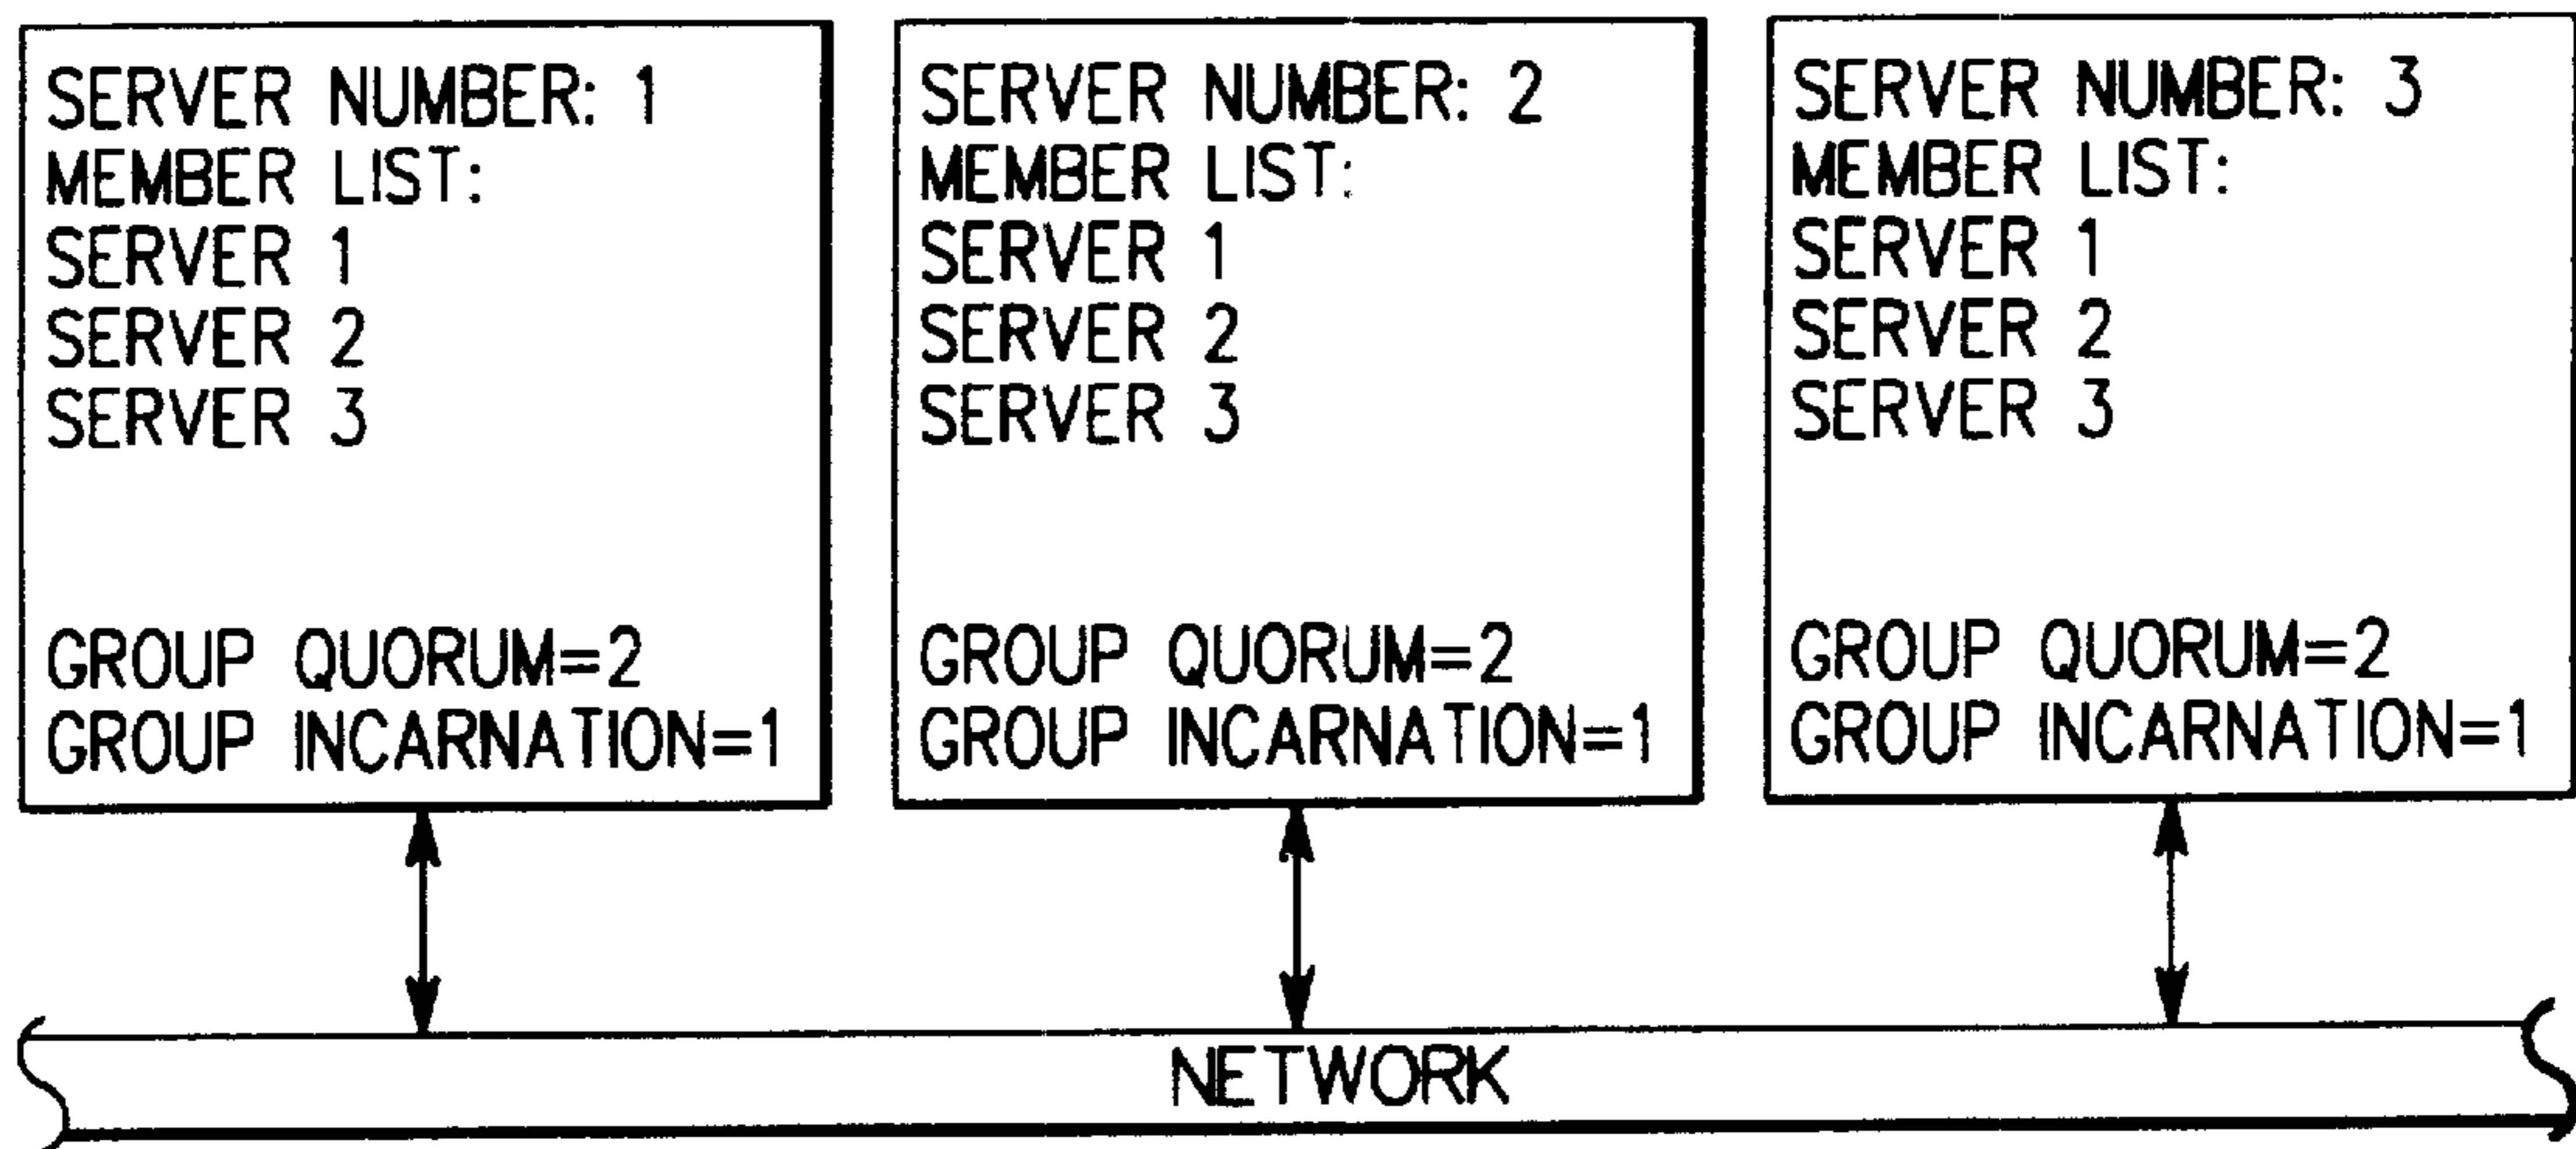 SERVER NUMBER: 1
MEMBER LIST:
SERVER 1
SERVER 2
SERVER 3
GROUP QUORUM=2
GROUP INCARNATION=1
SERVER NUMBER: 2
MEMBER LIST:
SERVER 1
SERVER 2
SERVER 3
GROUP QUORUM=2
GROUP INCARNATION=1
SERVER NUMBER: 3
MEMBER LIST:
SERVER 1
SERVER 2
SERVER 3
GROUP QUORUM=2
GROUP INCARNATION=1
NETWORK